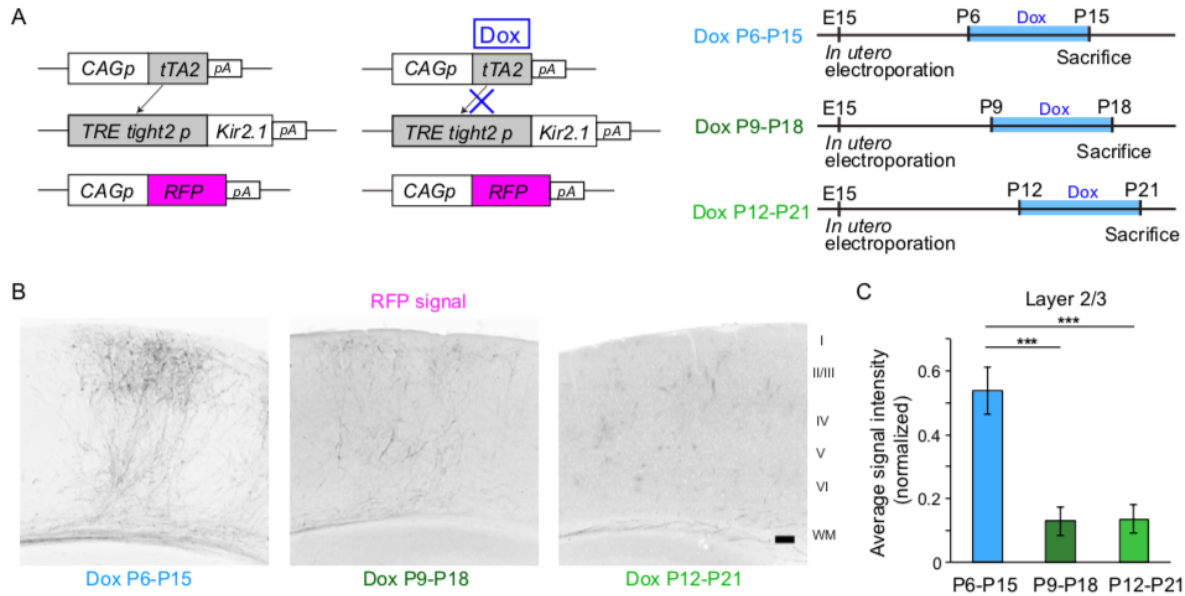 A
CAGp tTA2 pA
TRE tight2 p Kir2.1 pA
CAGp RFP pA
Dox
CAGp tTA2 pA
TRE tight2 p Kir2.1 pA
CAGp RFP pA
Dox P6-P15
E15 P6 Dox P15
In utero
electroporation
Sacrifice
Dox P9-P18
E15 P9 Dox P18
In utero
electroporation
Sacrifice
Dox P12-P21
E15 P12 Dox P21
In utero
electroporation
Sacrifice
B
RFP signal
I
II/III
IV
V
VI
WM
Dox P6-P15
Dox P9-P18
Dox P12-P21
C
Layer 2/3
***
***
Average signal intensity
(normalized)
0.6
0.4
0.2
0
P6-P15 P9-P18 P12-P21